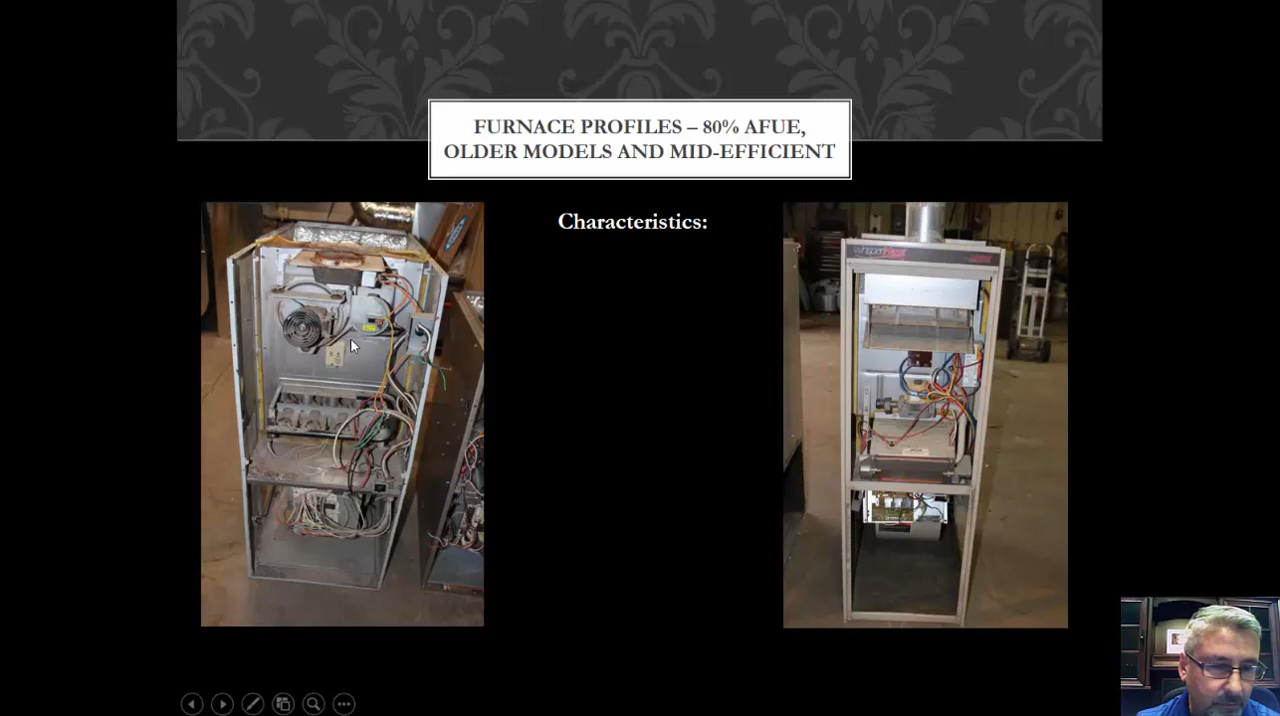 FURNACE PROFILES – 80% AFUE,
OLDER MODELS AND MID-EFFICIENT
Characteristics: